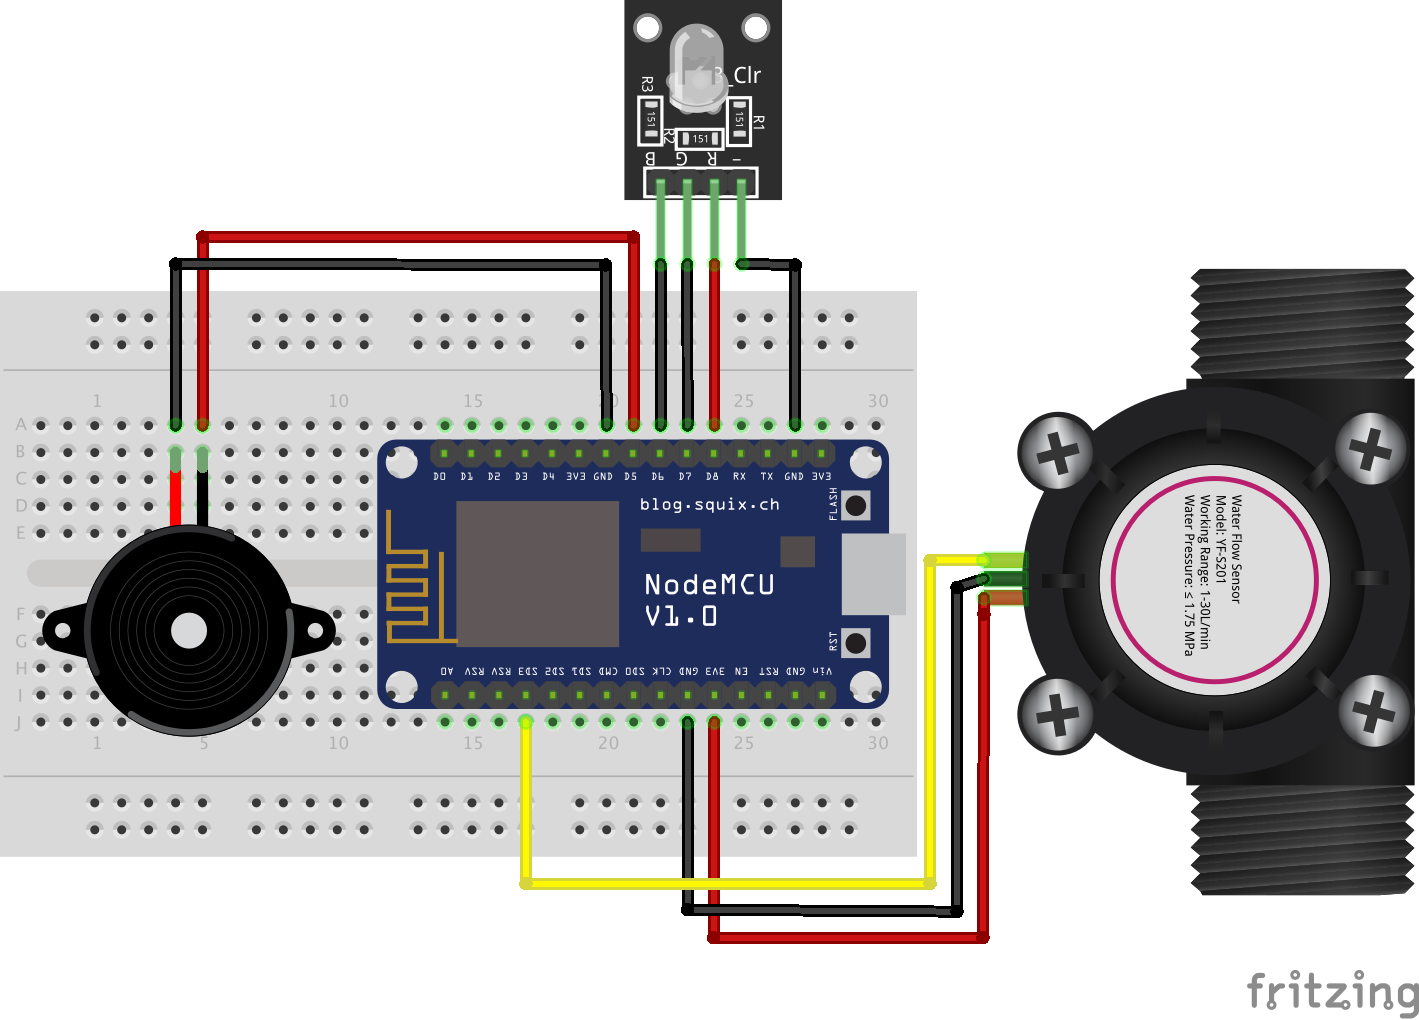 B_Clr
R3
R1
R2
151
151
151
B G R -
1 10 15 20 25 30
A
B
C
D
E
F
G
H
I
J
D0 D1 D2 D3 D4 3V3 GND D5 D6 D7 D8 RX TX GND 3V3
blog.squix.ch
FLASH
NodeMCU
V1.0
RST
A0 RSV RSV SD3 SD2 SD1 CMD SD0 CLK GND 3V3 EN RST GND Vin
1 5 10 15 20 25 30
Water Flow Sensor
Model: YF-S201
Working Range: 1-30L/min
Water Pressure: ≤ 1.75 MPa
fritzing